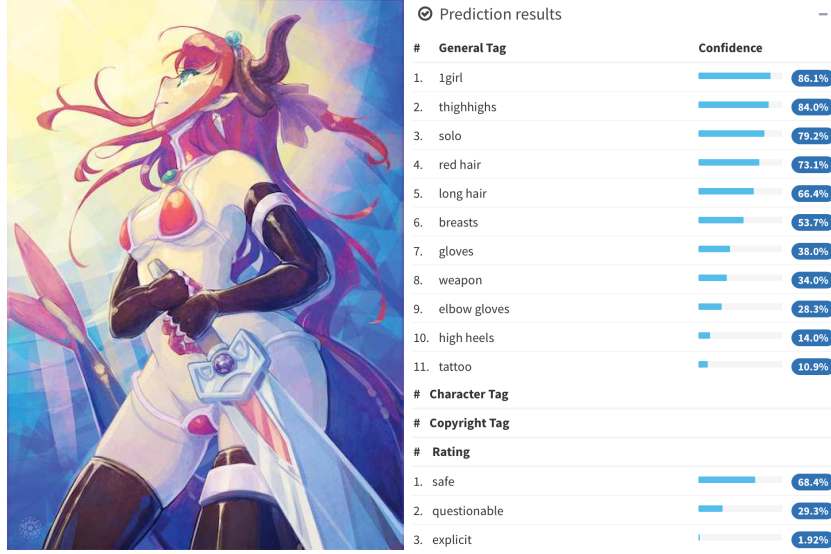 Prediction results
# General Tag Confidence
1. 1girl 86.1%
2. thighhighs 84.0%
3. solo 79.2%
4. red hair 73.1%
5. long hair 66.4%
6. breasts 53.7%
7. gloves 38.0%
8. weapon 34.0%
9. elbow gloves 28.3%
10. high heels 14.0%
11. tattoo 10.9%
# Character Tag
# Copyright Tag
# Rating
1. safe 68.4%
2. questionable 29.3%
3. explicit 1.92%